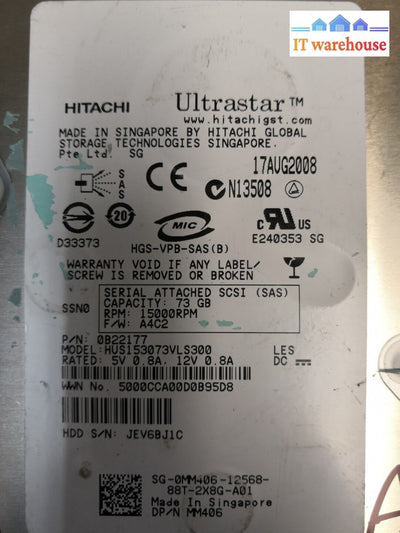 IT warehouse
HITACHI Ultrastar™
www.hitachigst.com
MADE IN SINGAPORE BY HITACHI GLOBAL
STORAGE TECHNOLOGIES SINGAPORE.
Pte Ltd. SG
17AUG2008
S
A
S
CE
N13508
D33373
20
MIC
HGS-VPB-SAS(B)
c RU US
E240353 SG
WARRANTY VOID IF ANY LABEL/
SCREW IS REMOVED OR BROKEN
SSN0
SERIAL ATTACHED SCSI (SAS)
CAPACITY: 73 GB
RPM: 15000RPM
F/W: A4C2
P/N: 0B22177
MODEL: HUS153073VLS300
RATED: 5V 0.8A, 12V 0.8A
LES
DC
WWN No. 5000CCA00D0B95D8
HDD S/N: JEV6BJ1C
SG-0MM406-12568-
88T-2X8G-A01
Made In Singapore
DP/N MM406